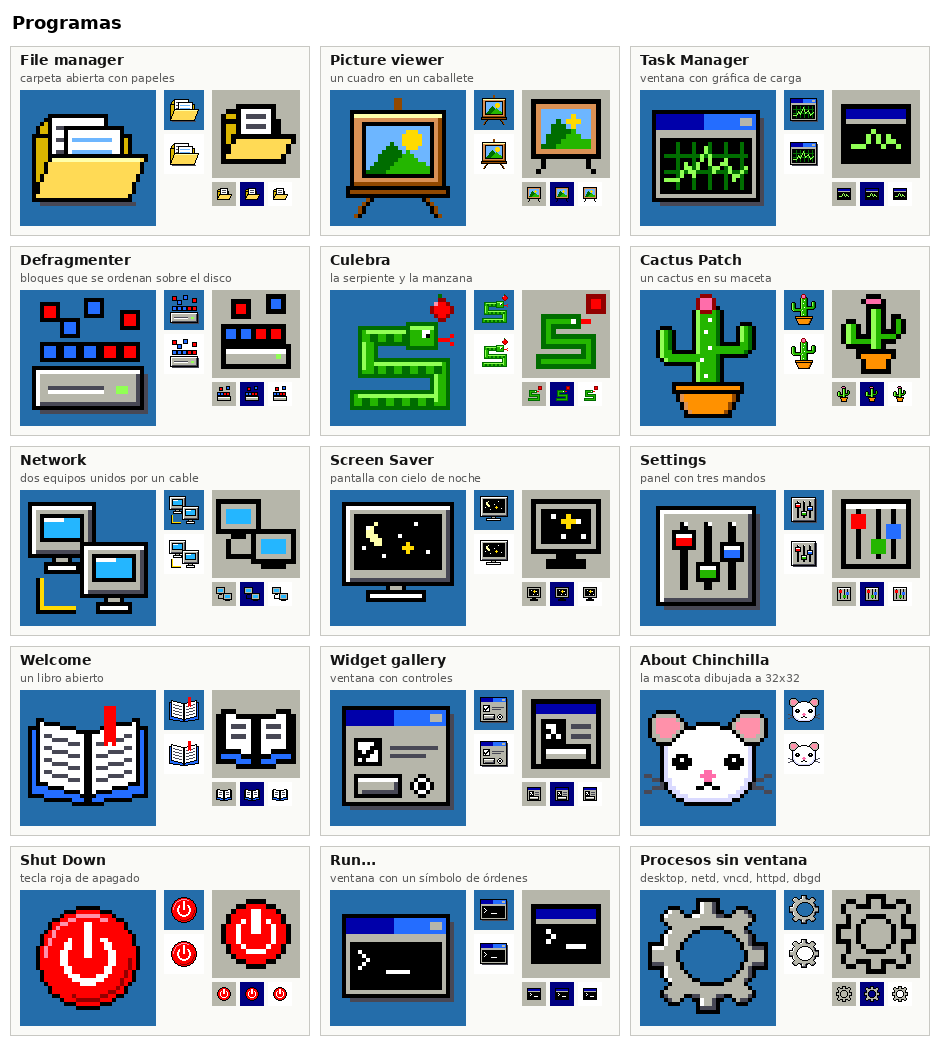 Programas
File manager
carpeta abierta con papeles
Picture viewer
un cuadro en un caballete
Task Manager
ventana con gráfica de carga
Defragmenter
bloques que se ordenan sobre el disco
Culebra
la serpiente y la manzana
Cactus Patch
un cactus en su maceta
Network
dos equipos unidos por un cable
Screen Saver
pantalla con cielo de noche
Settings
panel con tres mandos
Welcome
un libro abierto
Widget gallery
ventana con controles
About Chinchilla
la mascota dibujada a 32x32
Shut Down
tecla roja de apagado
Run...
ventana con un símbolo de órdenes
Procesos sin ventana
desktop, netd, vncd, httpd, dbgd